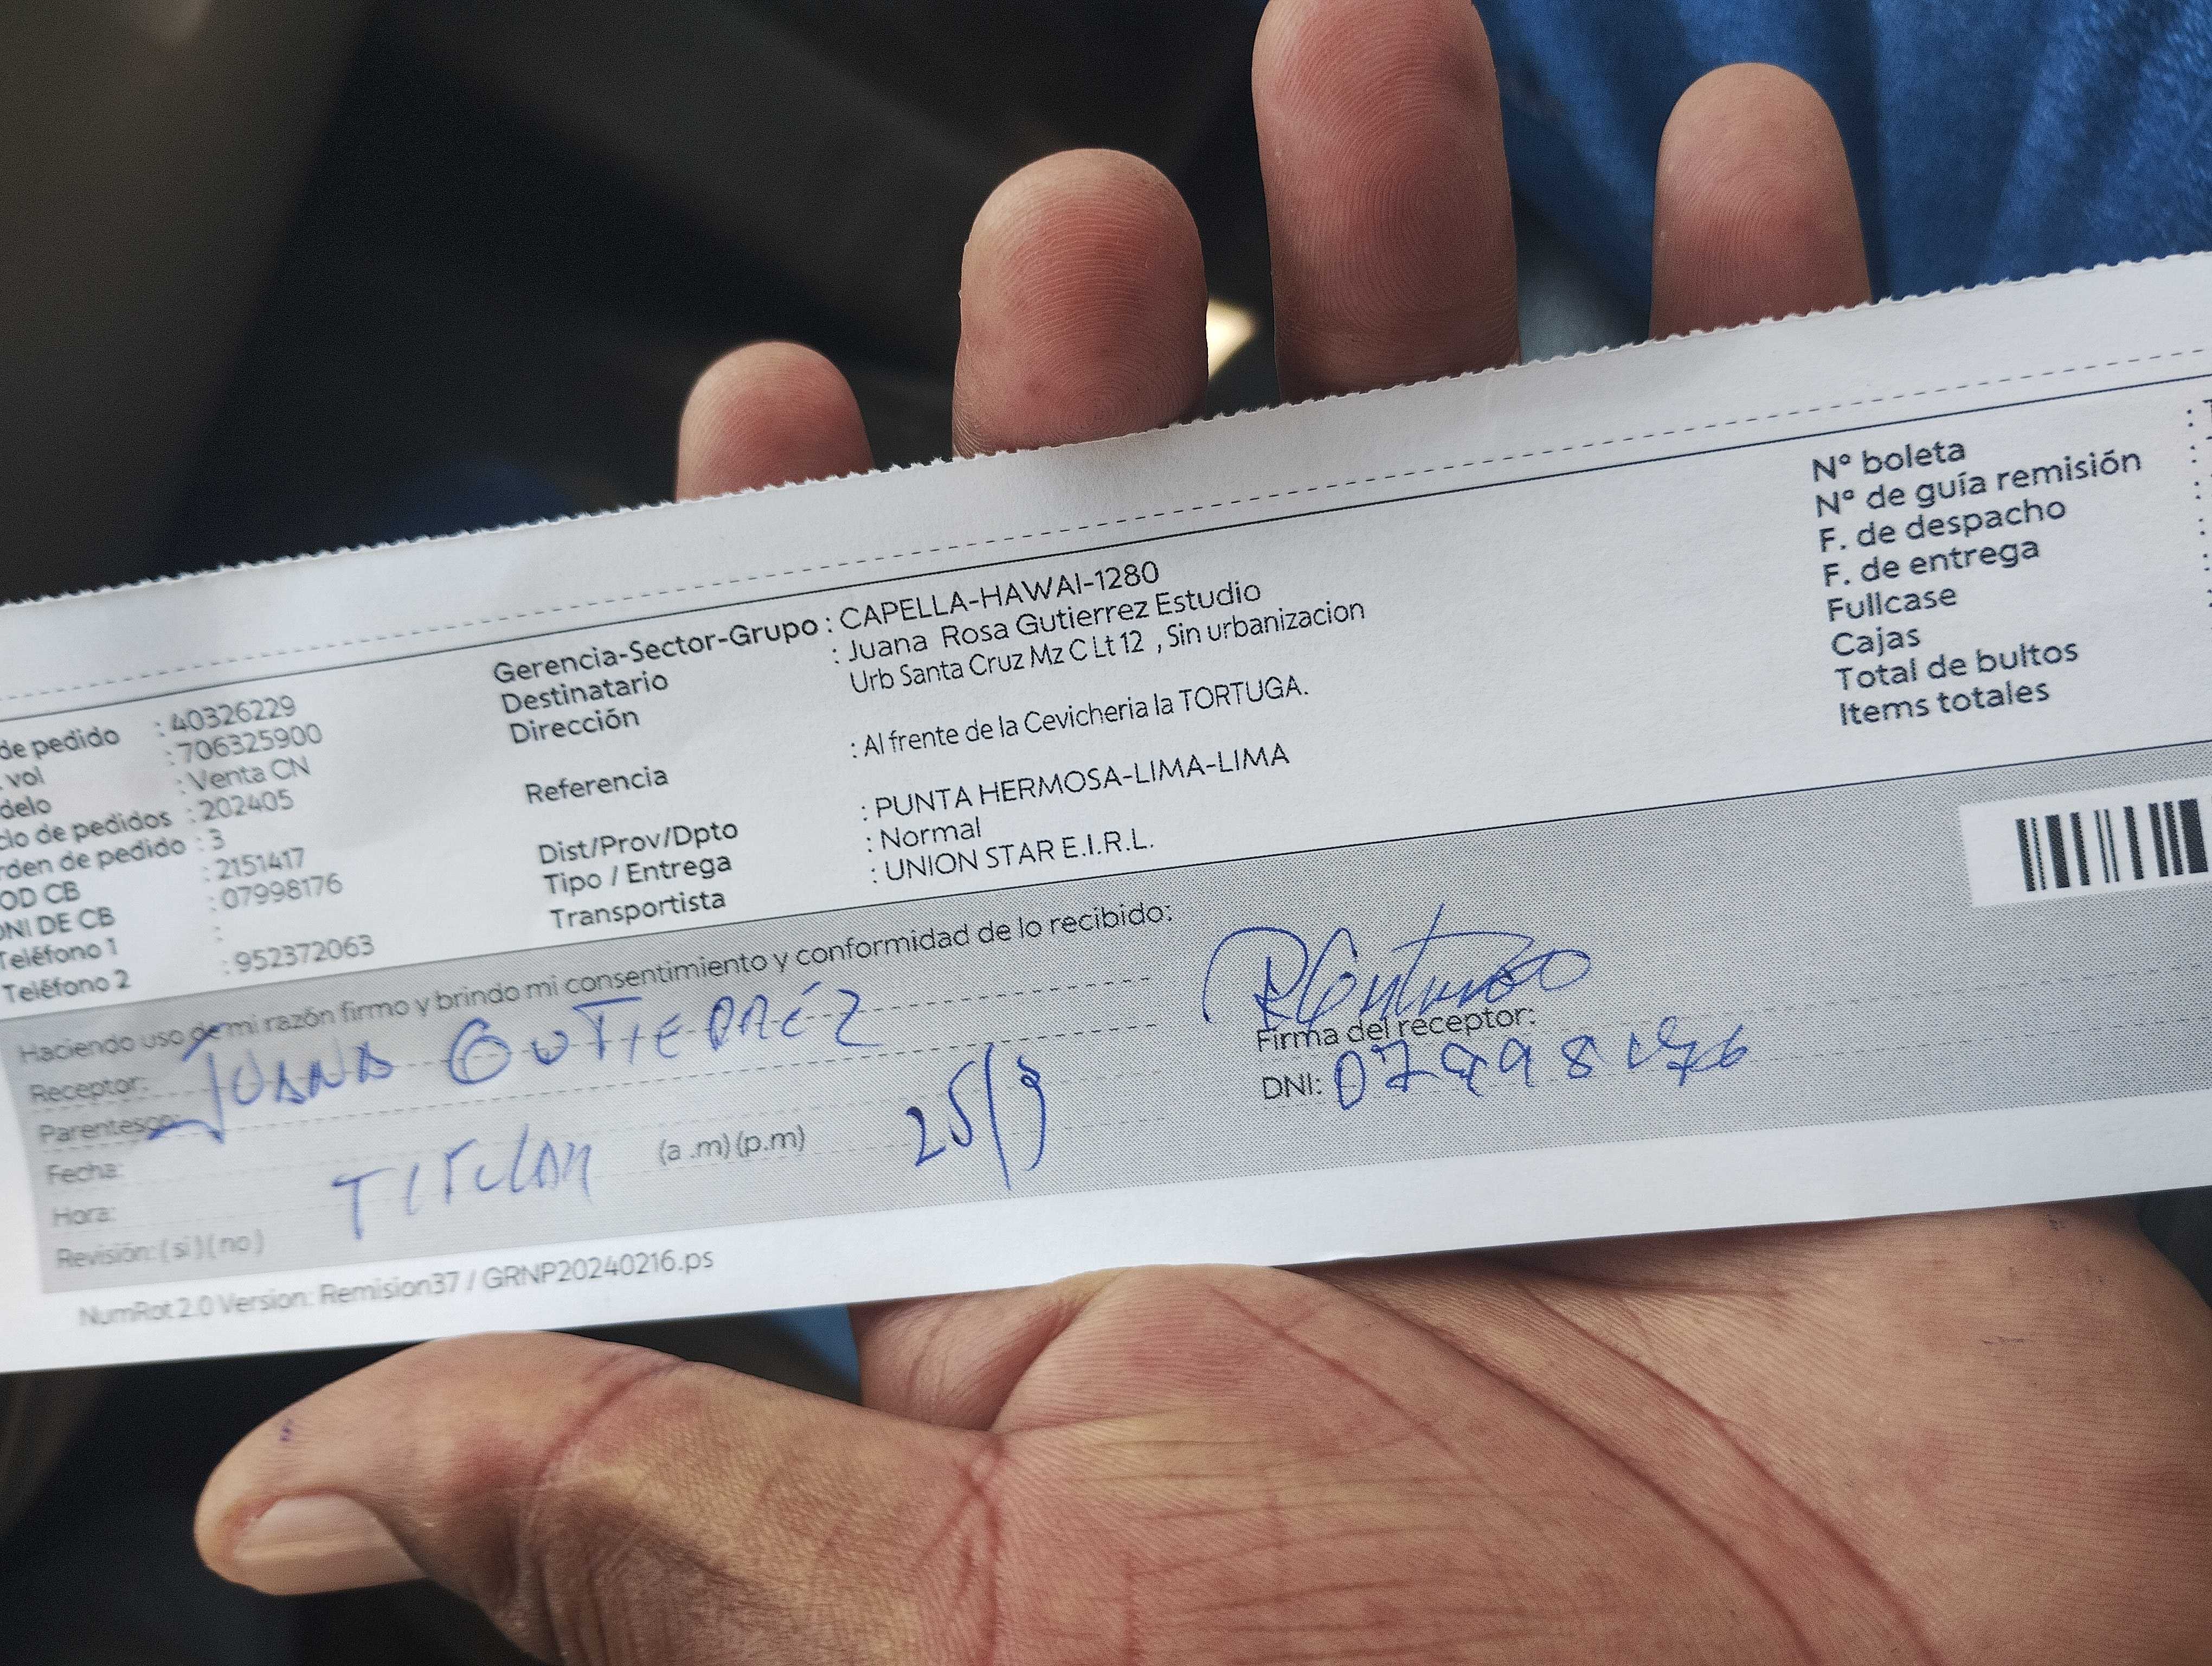 de pedido : 40326229
vol : 706325900
delo : Venta CN
clo de pedidos : 202405
rden de pedido : 3
OD CB : 2151417
DNI DE CB : 07998176
Teléfono 1 :
Teléfono 2 : 952372063
Gerencia-Sector-Grupo : CAPELLA-HAWAI-1280
Destinatario : Juana Rosa Gutierrez Estudio
Dirección Urb Santa Cruz Mz C Lt 12 , Sin urbanizacion
Referencia : Al frente de la Cevicheria la TORTUGA.
Dist/Prov/Dpto : PUNTA HERMOSA-LIMA-LIMA
Tipo / Entrega : Normal
Transportista : UNION STAR E.I.R.L.
N° boleta :
N° de guía remisión :
F. de despacho :
F. de entrega :
Fullcase :
Cajas
Total de bultos
Items totales
Haciendo uso de mi razón firmo y brindo mi consentimiento y conformidad de lo recibido:
Receptor: JUANA GUTIERREZ
Parentesco:
Fecha:
Hora: TITULAR (a .m) (p.m) 25/
Revisión: ( si ) ( no )
Firma del receptor:
DNI: 07998176
NumRot 2.0 Version: Remision37 / GRNP20240216.ps